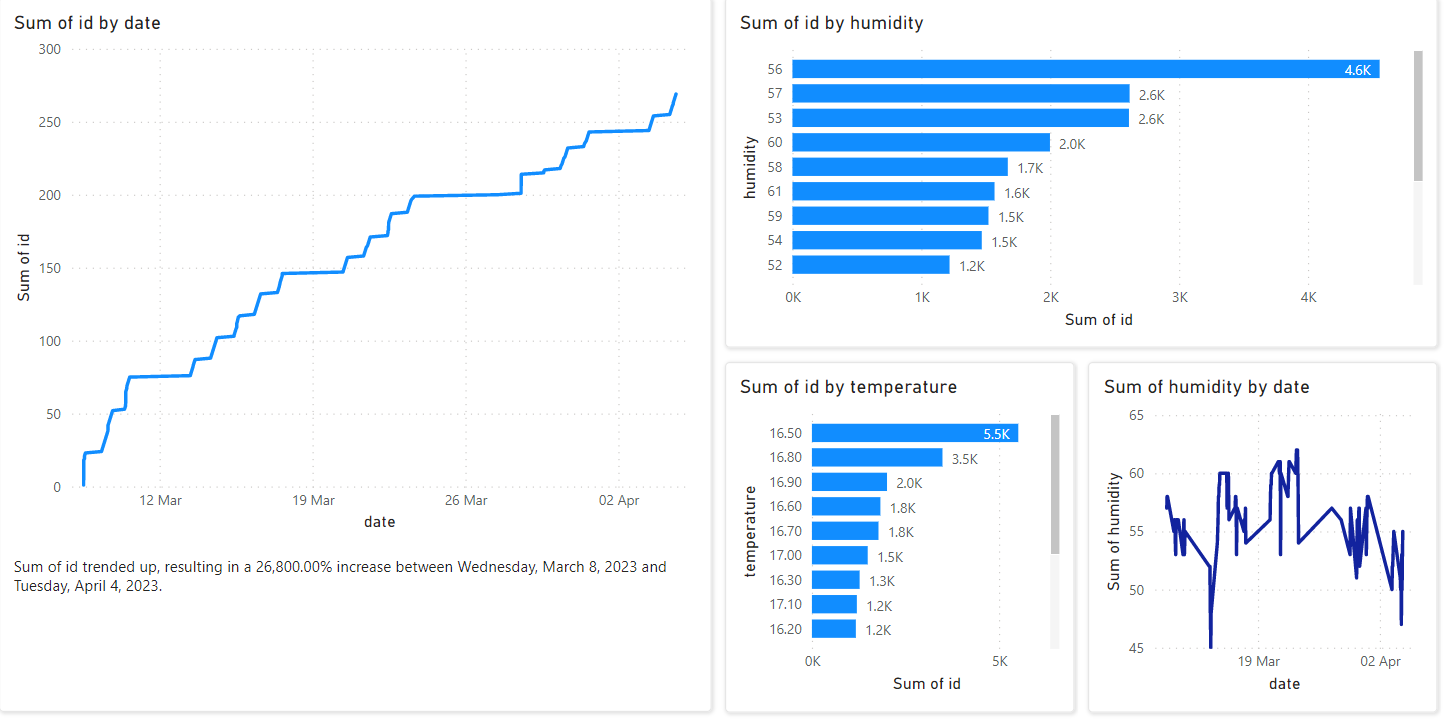 Sum of id by date
300
250
200
150
100
50
0
Sum of id
12 Mar 19 Mar 26 Mar 02 Apr
date
Sum of id trended up, resulting in a 26,800.00% increase between Wednesday, March 8, 2023 and
Tuesday, April 4, 2023.
Sum of id by humidity
humidity
56 4.6K
57 2.6K
53 2.6K
60 2.0K
58 1.7K
61 1.6K
59 1.5K
54 1.5K
52 1.2K
0K 1K 2K 3K 4K
Sum of id
Sum of id by temperature
temperature
16.50 5.5K
16.80 3.5K
16.90 2.0K
16.60 1.8K
16.70 1.8K
17.00 1.5K
16.30 1.3K
17.10 1.2K
16.20 1.2K
0K 5K
Sum of id
Sum of humidity by date
65
60
55
50
45
Sum of humidity
19 Mar 02 Apr
date